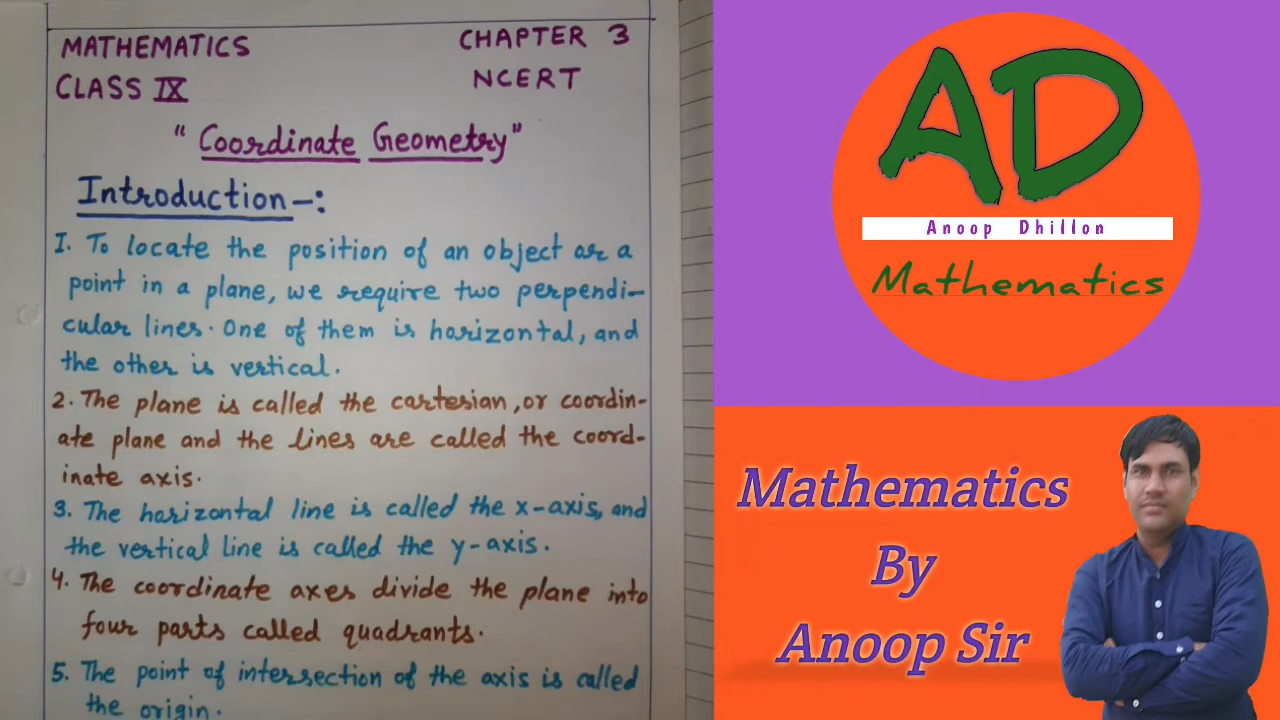 MATHEMATICS
CHAPTER 3
CLASS IX
NCERT
"Coordinate Geometry"
Introduction-:
1. To locate the position of an object or a
point in a plane, we require two perpendi-
cular lines. One of them is horizontal, and
the other is vertical.
2. The plane is called the cartesian, or coordin-
ate plane and the lines are called the coord-
inate axis.
3. The horizontal line is called the x-axis, and
the vertical line is called the y-axis.
4. The coordinate axes divide the plane into
four parts called quadrants.
5. The point of intersection of the axis is called
the origin.
AD
Anoop Dhillon
Mathematics
Mathematics
By
Anoop Sir